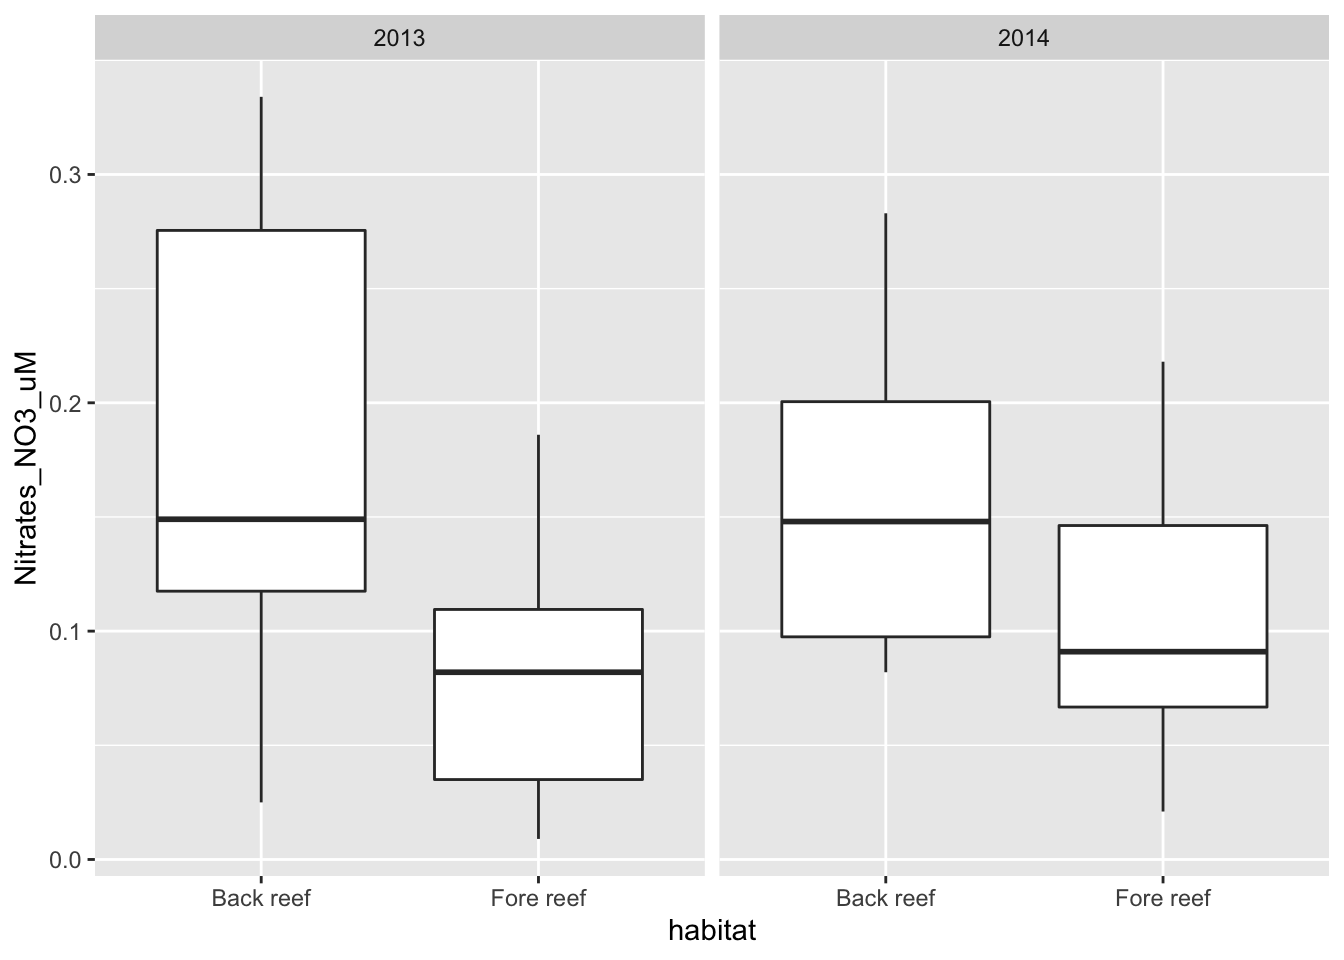 2013
2014
0.3
0.2
0.1
0.0
Nitrates_NO3_uM
Back reef
Fore reef
Back reef
Fore reef
habitat